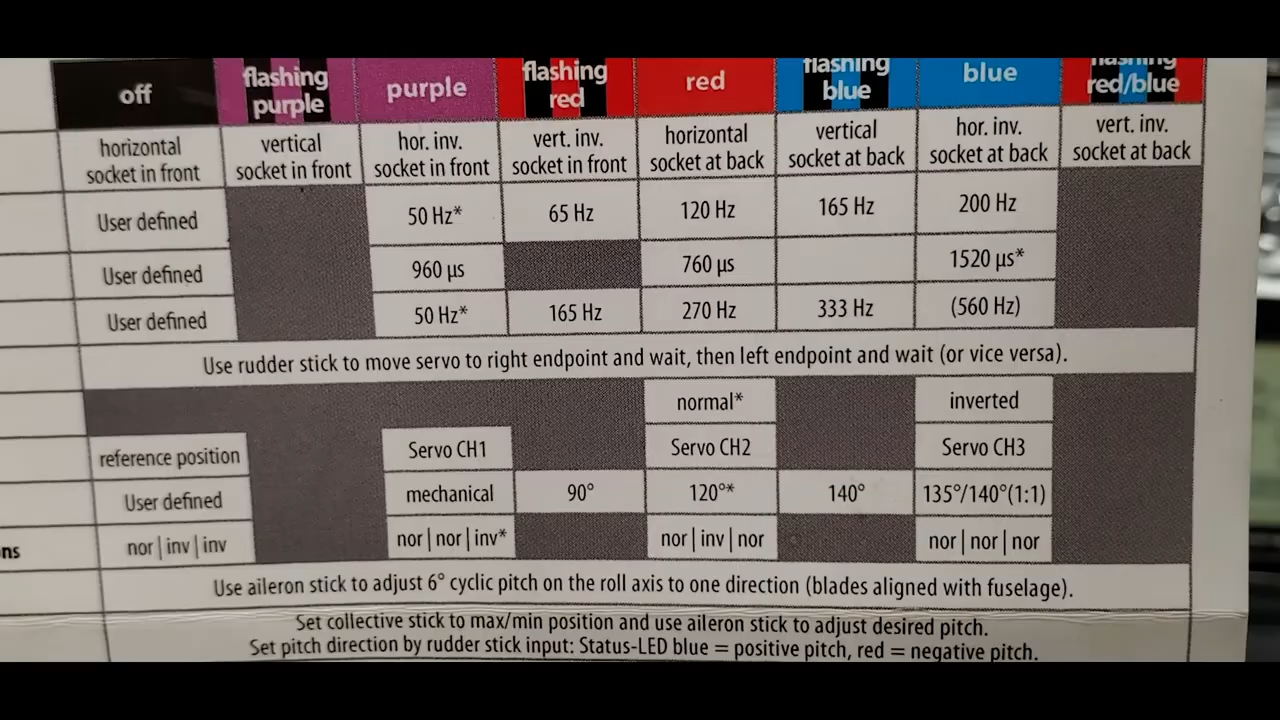 off flashing purple flashing red flashing blue flashing
purple red red blue blue red/blue
horizontal vertical hor. inv. vert. inv. horizontal vertical hor. inv. vert. inv.
socket in front socket in front socket in front socket in front socket at back socket at back socket at back socket at back
User defined 50 Hz* 65 Hz 120 Hz 165 Hz 200 Hz
User defined 960 µs 760 µs 1520 µs*
User defined 50 Hz* 165 Hz 270 Hz 333 Hz (560 Hz)
Use rudder stick to move servo to right endpoint and wait, then left endpoint and wait (or vice versa).
normal* inverted
reference position Servo CH1 Servo CH2 Servo CH3
User defined mechanical 90° 120°* 140° 135°/140°(1:1)
ns nor | inv | inv nor | nor | inv* nor | inv | nor nor | nor | nor
Use aileron stick to adjust 6° cyclic pitch on the roll axis to one direction (blades aligned with fuselage).
Set collective stick to max/min position and use aileron stick to adjust desired pitch.
Set pitch direction by rudder stick input: Status-LED blue = positive pitch, red = negative pitch.